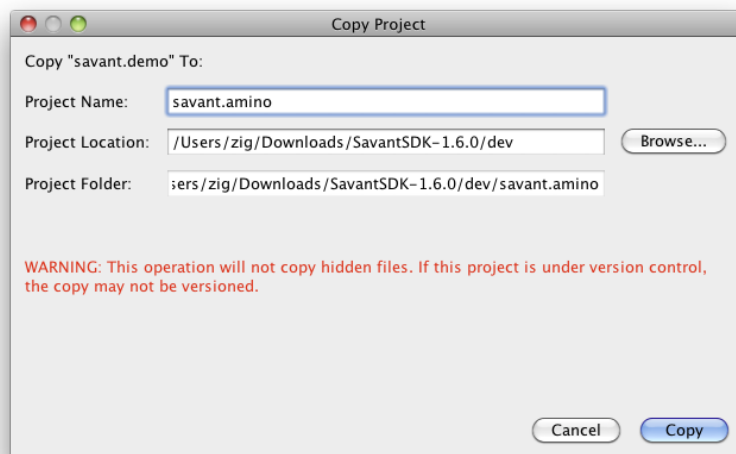 Copy Project
Copy "savant.demo" To:
Project Name: savant.amino
Project Location: /Users/zig/Downloads/SavantSDK-1.6.0/dev Browse...
Project Folder: sers/zig/Downloads/SavantSDK-1.6.0/dev/savant.amino
WARNING: This operation will not copy hidden files. If this project is under version control,
the copy may not be versioned.
Cancel Copy